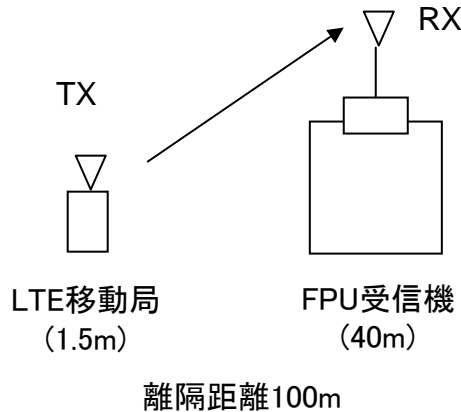 RX
TX
LTE移動局
（1.5m）
FPU受信機
（40m）
離隔距離100m